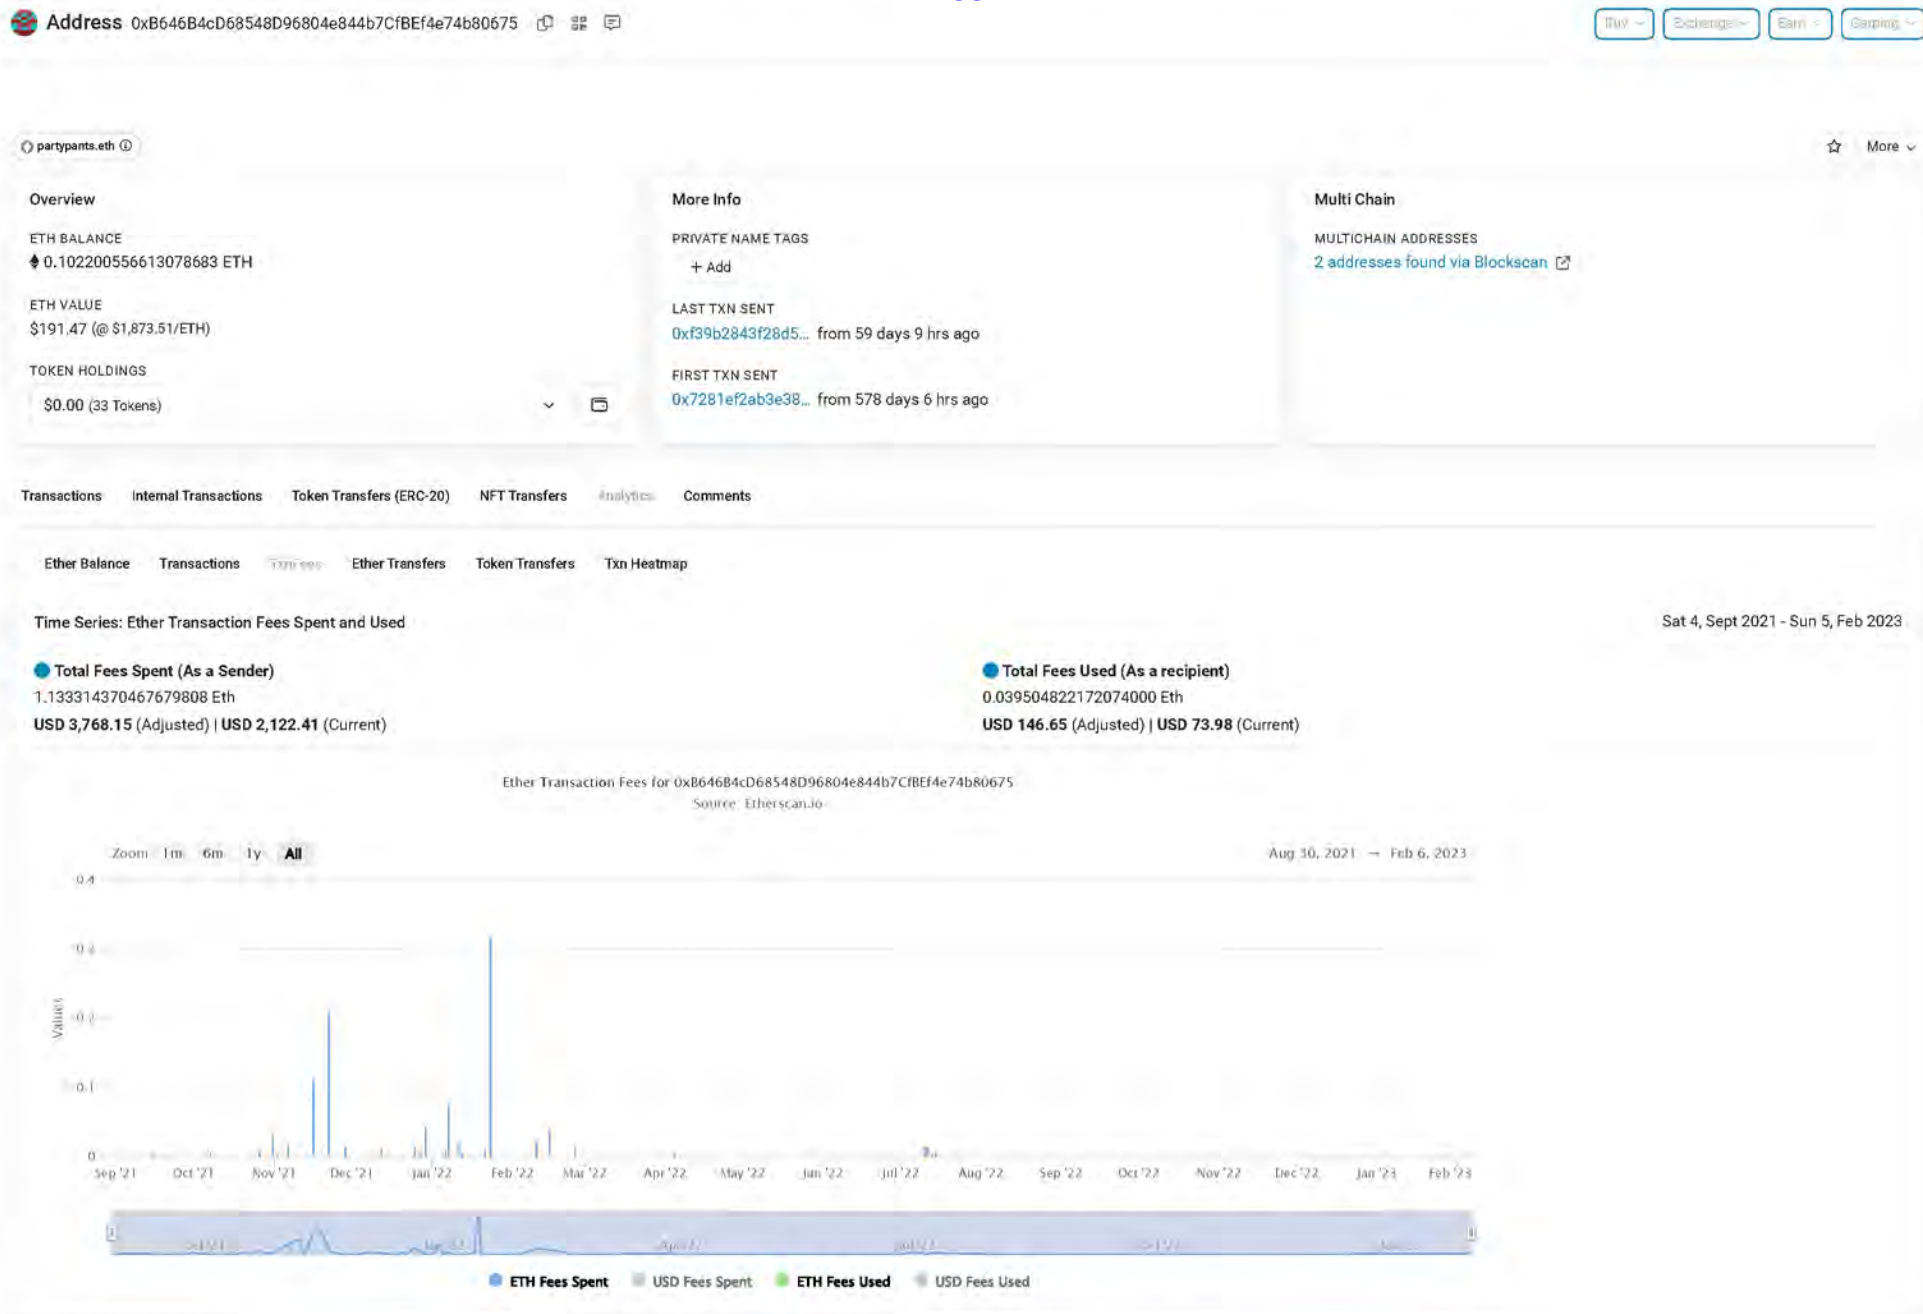 Address 0xB646B4cD68548D96804e844b7CfBEf4e74b80675
Buy Exchange Earn Gaming
partypants.eth
More
Overview
ETH BALANCE
0.102200556613078683 ETH
ETH VALUE
$191.47 (@ $1,873.51/ETH)
TOKEN HOLDINGS
$0.00 (33 Tokens)
More Info
PRIVATE NAME TAGS
+ Add
LAST TXN SENT
0xf39b2843f28d5... from 59 days 9 hrs ago
FIRST TXN SENT
0x7281ef2ab3e38... from 578 days 6 hrs ago
Multi Chain
MULTICHAIN ADDRESSES
2 addresses found via Blockscan
Transactions Internal Transactions Token Transfers (ERC-20) NFT Transfers Analytics Comments
Ether Balance Transactions TxnFees Ether Transfers Token Transfers Txn Heatmap
Time Series: Ether Transaction Fees Spent and Used
Sat 4, Sept 2021 - Sun 5, Feb 2023
Total Fees Spent (As a Sender)
1.133314370467679808 Eth
USD 3,768.15 (Adjusted) | USD 2,122.41 (Current)
Total Fees Used (As a recipient)
0.039504822172074000 Eth
USD 146.65 (Adjusted) | USD 73.98 (Current)
Ether Transaction Fees for 0xB646B4cD68548D96804e844b7CfBEf4e74b80675
Source: Etherscan.io
Zoom 1m 6m 1y All
Aug 30, 2021 → Feb 6, 2023
0.4
0.2
0.1
0
Values
Sep '21 Oct '21 Nov '21 Dec '21 Jan '22 Feb '22 Mar '22 Apr '22 May '22 Jun '22 Jul '22 Aug '22 Sep '22 Oct '22 Nov '22 Dec '22 Jan '23 Feb '23
ETH Fees Spent USD Fees Spent ETH Fees Used USD Fees Used